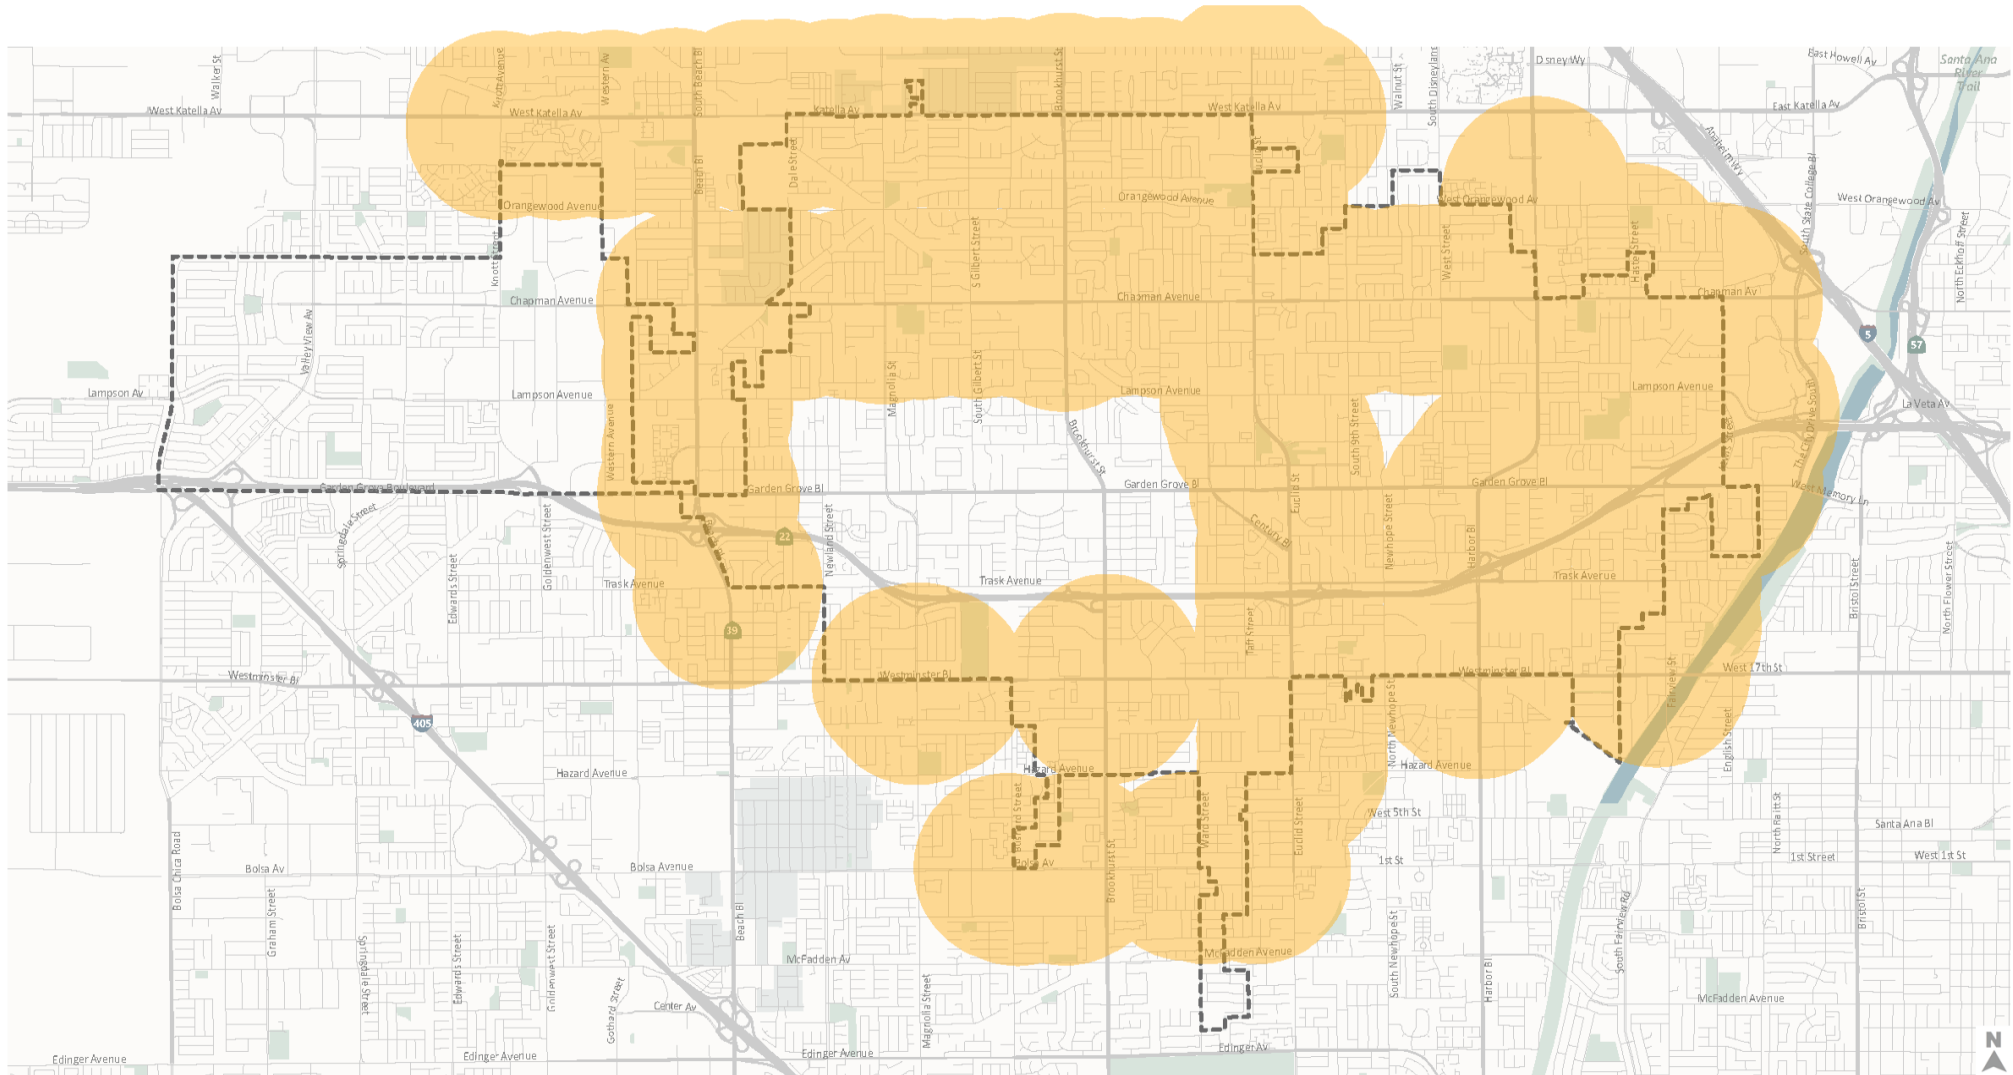 Disney Wy
East Howell Av
Santa Ana
River
Trail
Walker St
Knott Avenue
Western Av
South Beach Bl
Brookhurst St
Walnut St
South Disneyland
West Katella Av
West Katella Av
Katella Av
West Katella Av
East Katella Av
Anaheim Wy
Beach Bl
Dale Street
Euclid St
South State College Bl
Orangewood Avenue
Orangewood Avenue
West Orangewood Av
West Orangewood Av
Knott Street
S Gilbert Street
West Street
Haster Street
North Eckhoff Street
Chapman Avenue
Chapman Avenue
Chapman Av
Valley View Av
5
57
Lampson Av
Lampson Avenue
Lampson Avenue
Lampson Avenue
Magnolia St
South Gilbert St
La Veta Av
Western Avenue
Brookhurst St
South 9th Street
The City Drive South
Garden Grove Boulevard
Garden Grove Bl
Garden Grove Bl
Garden Grove Bl
West Memory Ln
Euclid St
Springdale Street
Goldenwest Street
Newland Street
Century Bl
Newhope Street
Harbor Bl
22
Edwards Street
Trask Avenue
Trask Avenue
Trask Avenue
Bristol Street
North Flower Street
39
Taft Street
Westminster Bl
Westminster Bl
Westminster Bl
West 17th St
Fairview St
405
North Newhope St
English Street
Hazard Avenue
Hazard Avenue
Hazard Avenue
Ward Street
Euclid Street
West 5th St
North Raitt St
Santa Ana Bl
Bolsa Chica Road
Bolsa Av
Bolsa Avenue
Bolsa Av
Brookhurst St
1st St
1st Street
West 1st St
Graham Street
Springdale Street
Edwards Street
Goldenwest Street
Beach Bl
South Newhope St
South Fairview Rd
Bristol St
McFadden Av
McFadden Avenue
McFadden Avenue
Gothard Street
Center Av
Magnolia Street
Harbor Bl
Edinger Avenue
Edinger Avenue
Edinger Avenue
Edinger Av
N